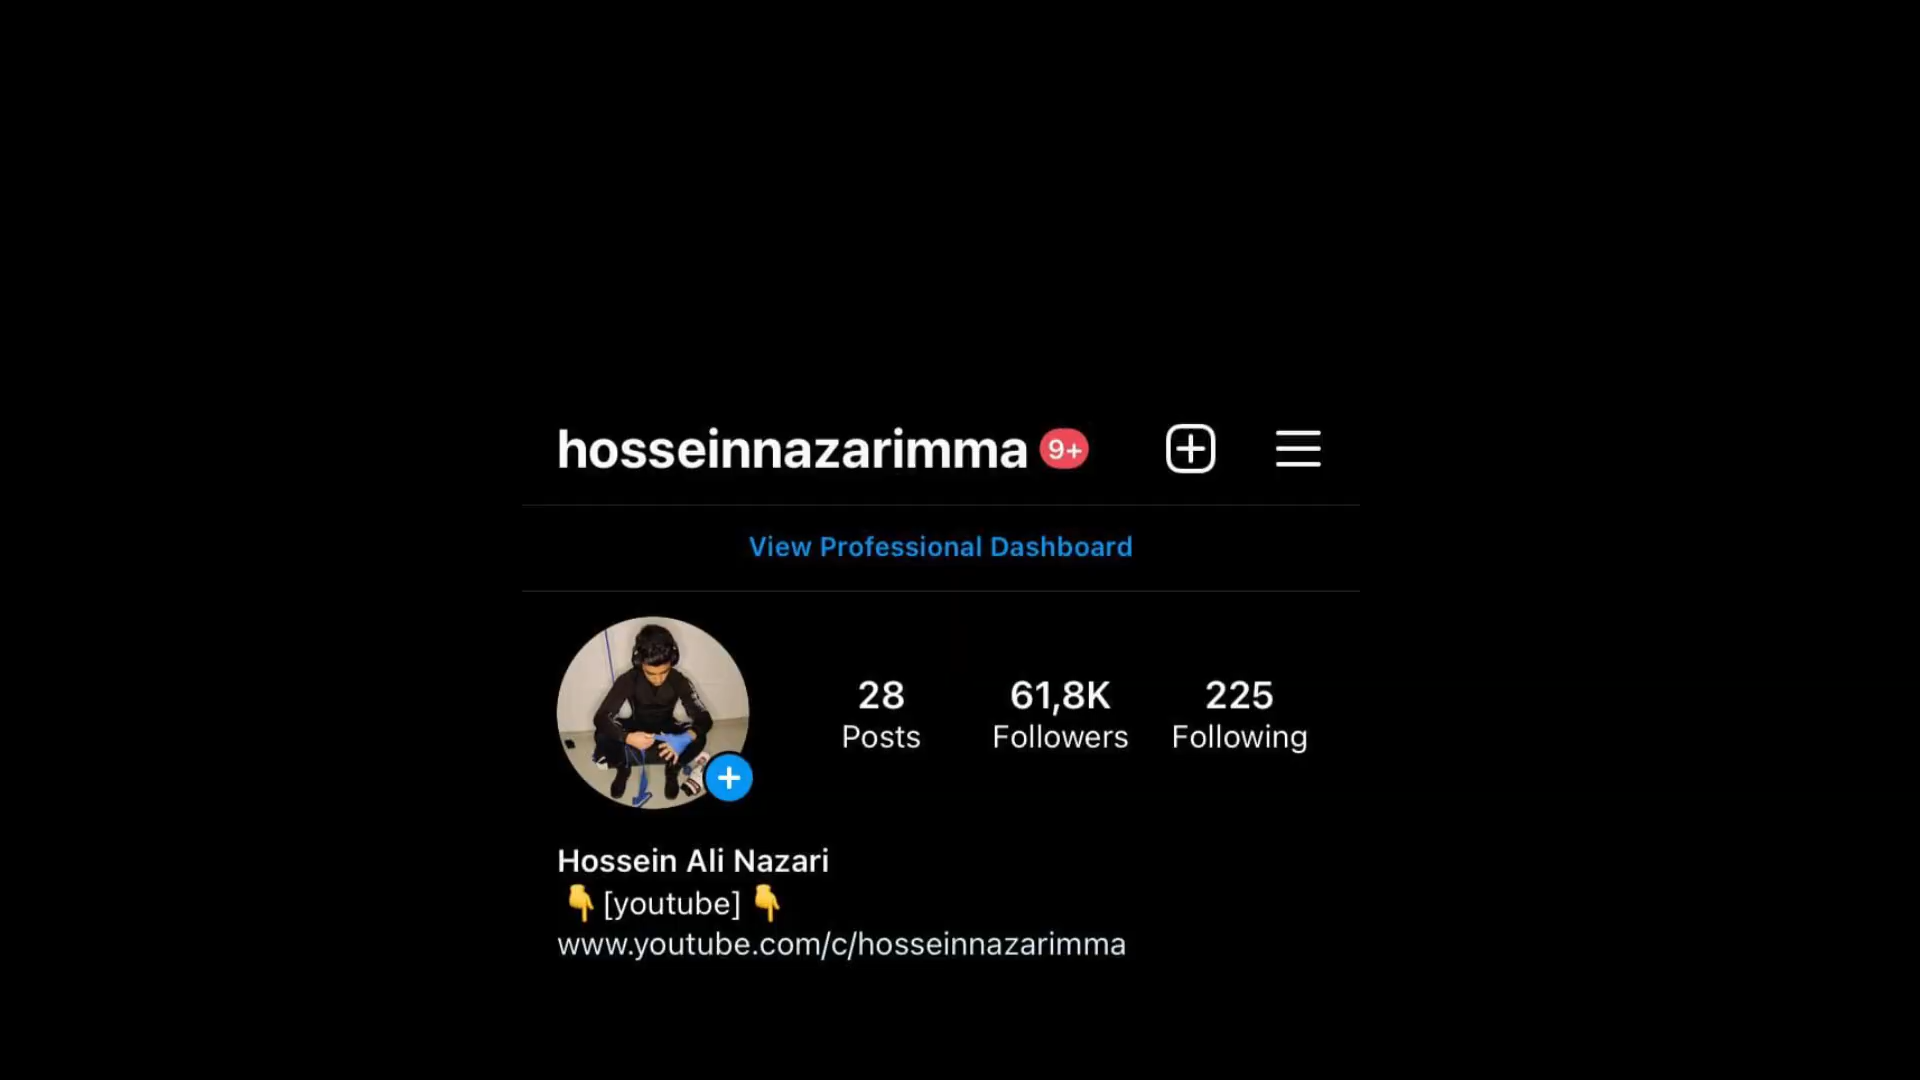 hosseinnazarimma 9+
View Professional Dashboard
28 61,8K 225
Posts Followers Following
Hossein Ali Nazari
👇[youtube]👇
www.youtube.com/c/hosseinnazarimma